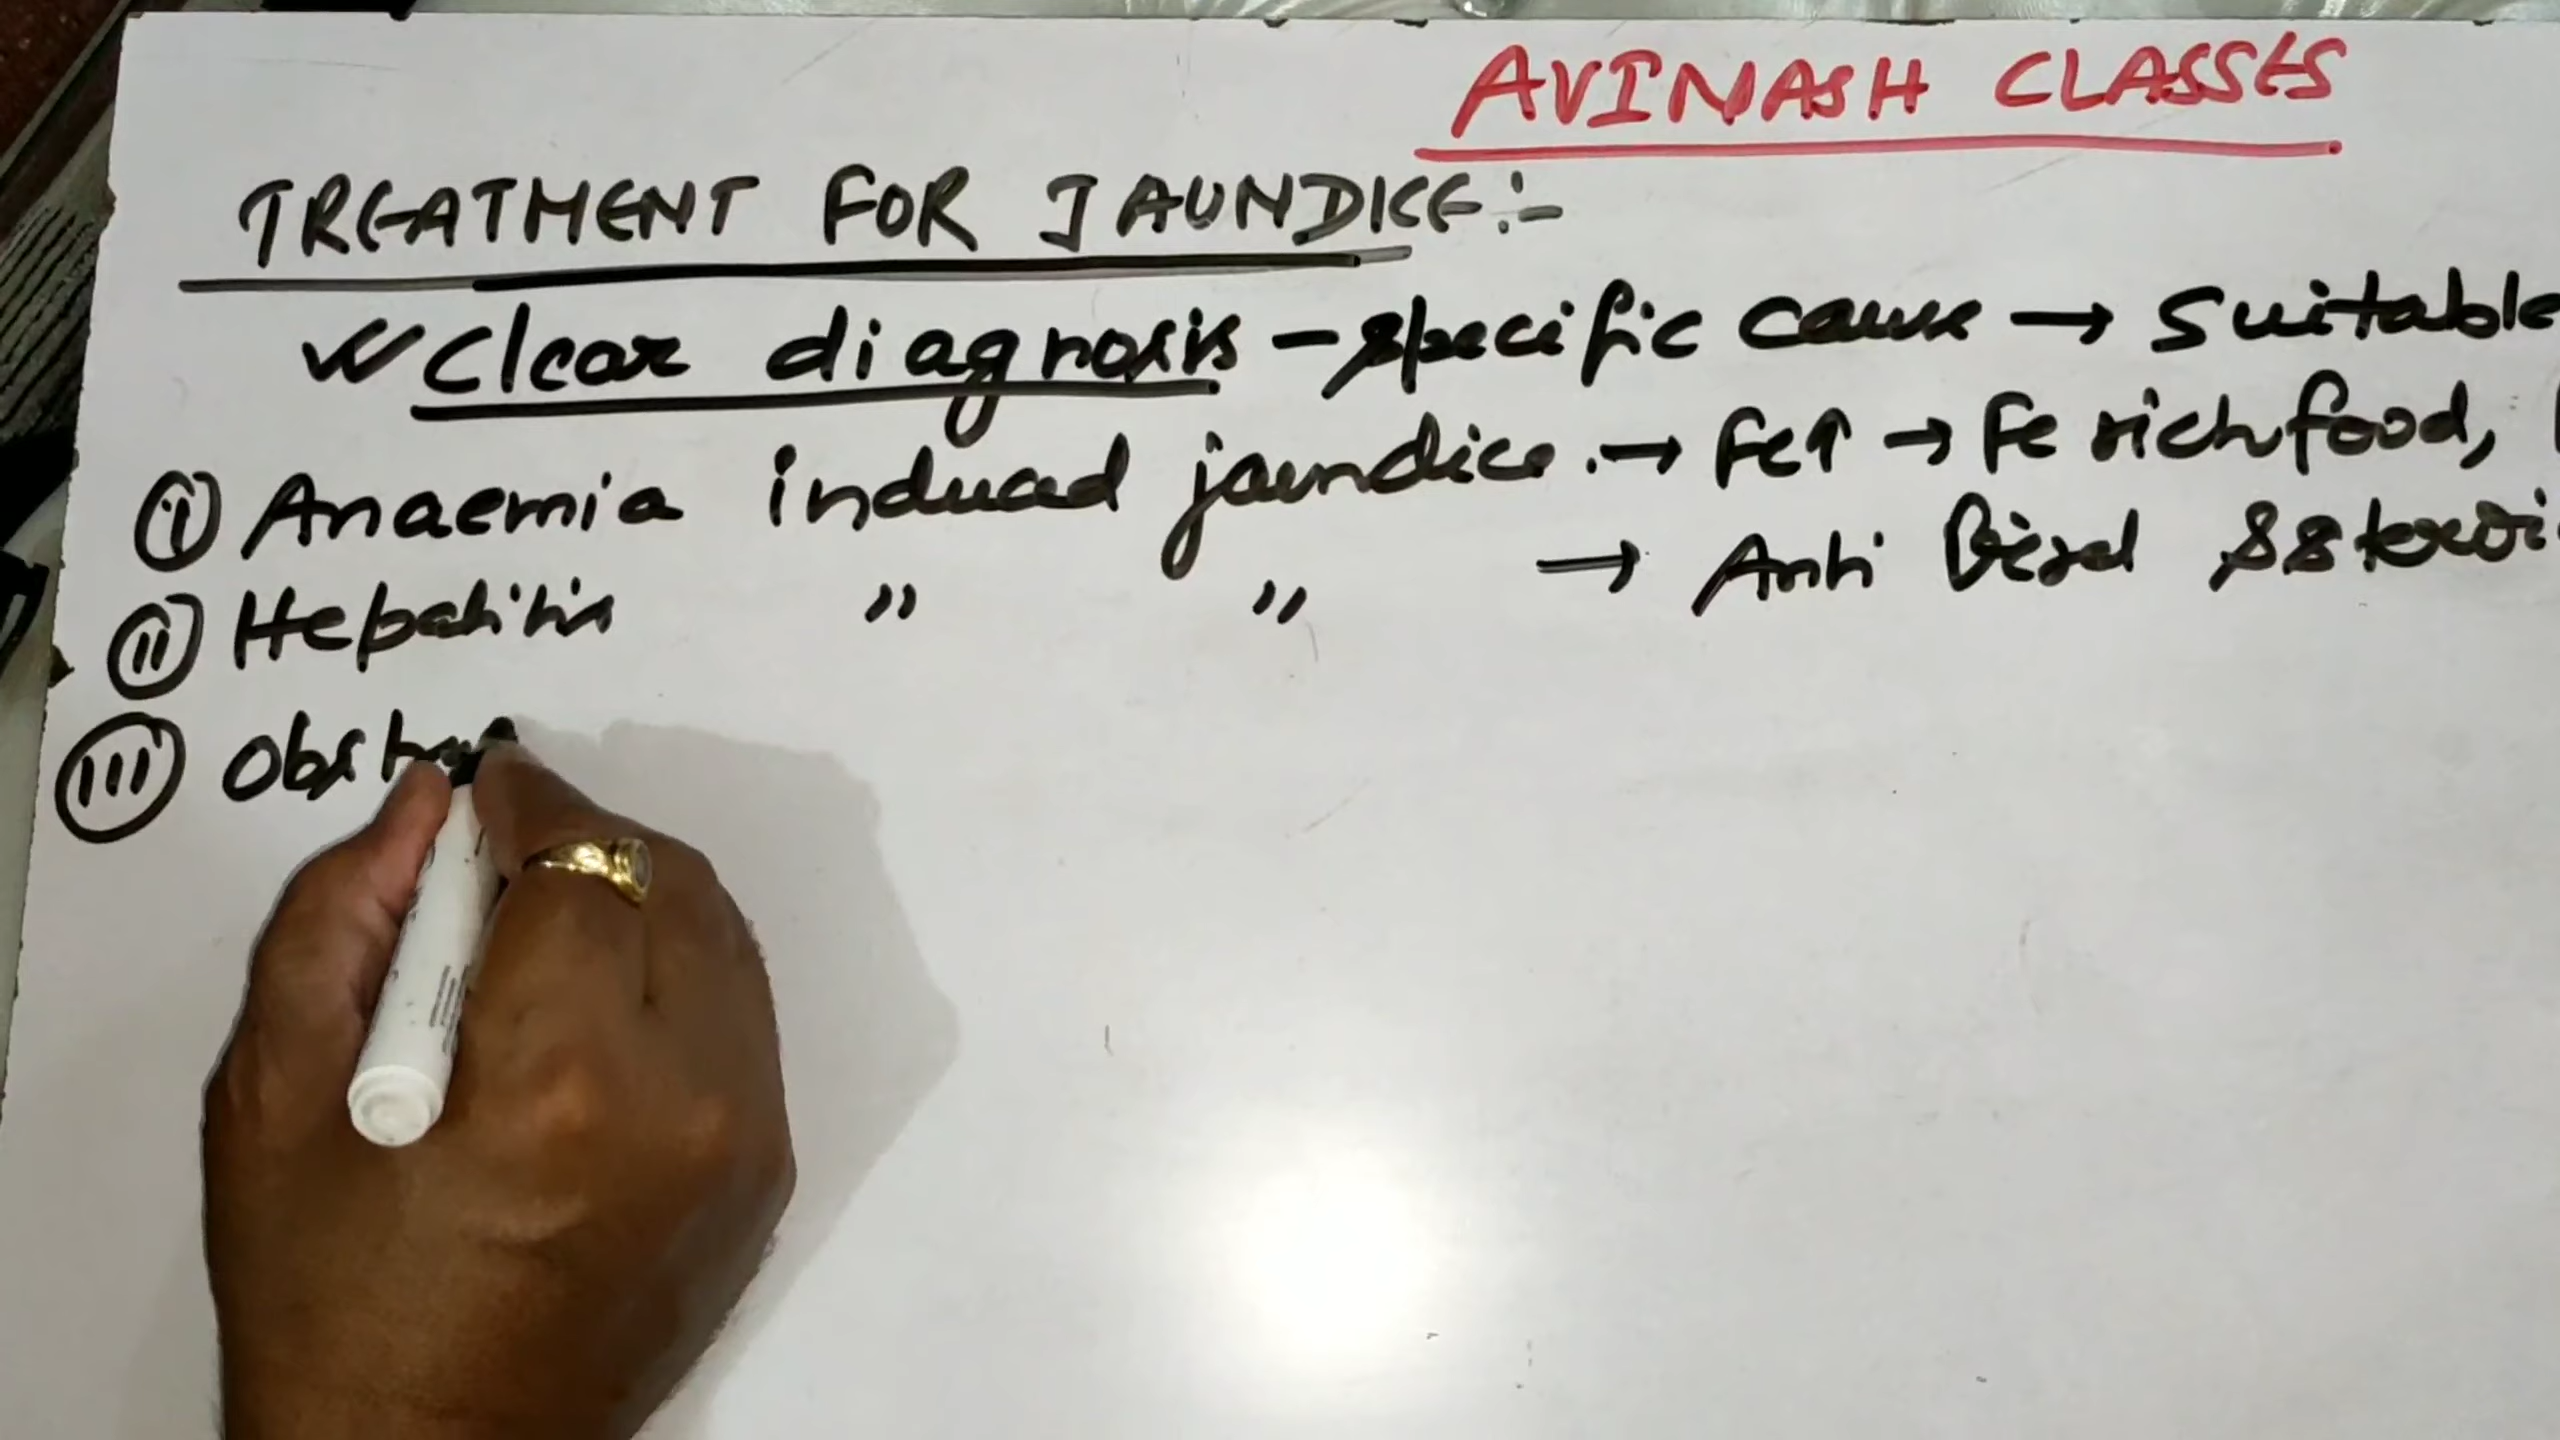 AVINASH CLASSES
TREATMENT FOR JAUNDICE:-
Clear diagnosis - specific cause → Suitable
(i) Anaemia induced jaundice. → Fe↑ → Fe rich food,
(ii) Hepatitis " " → Anti
(iii)